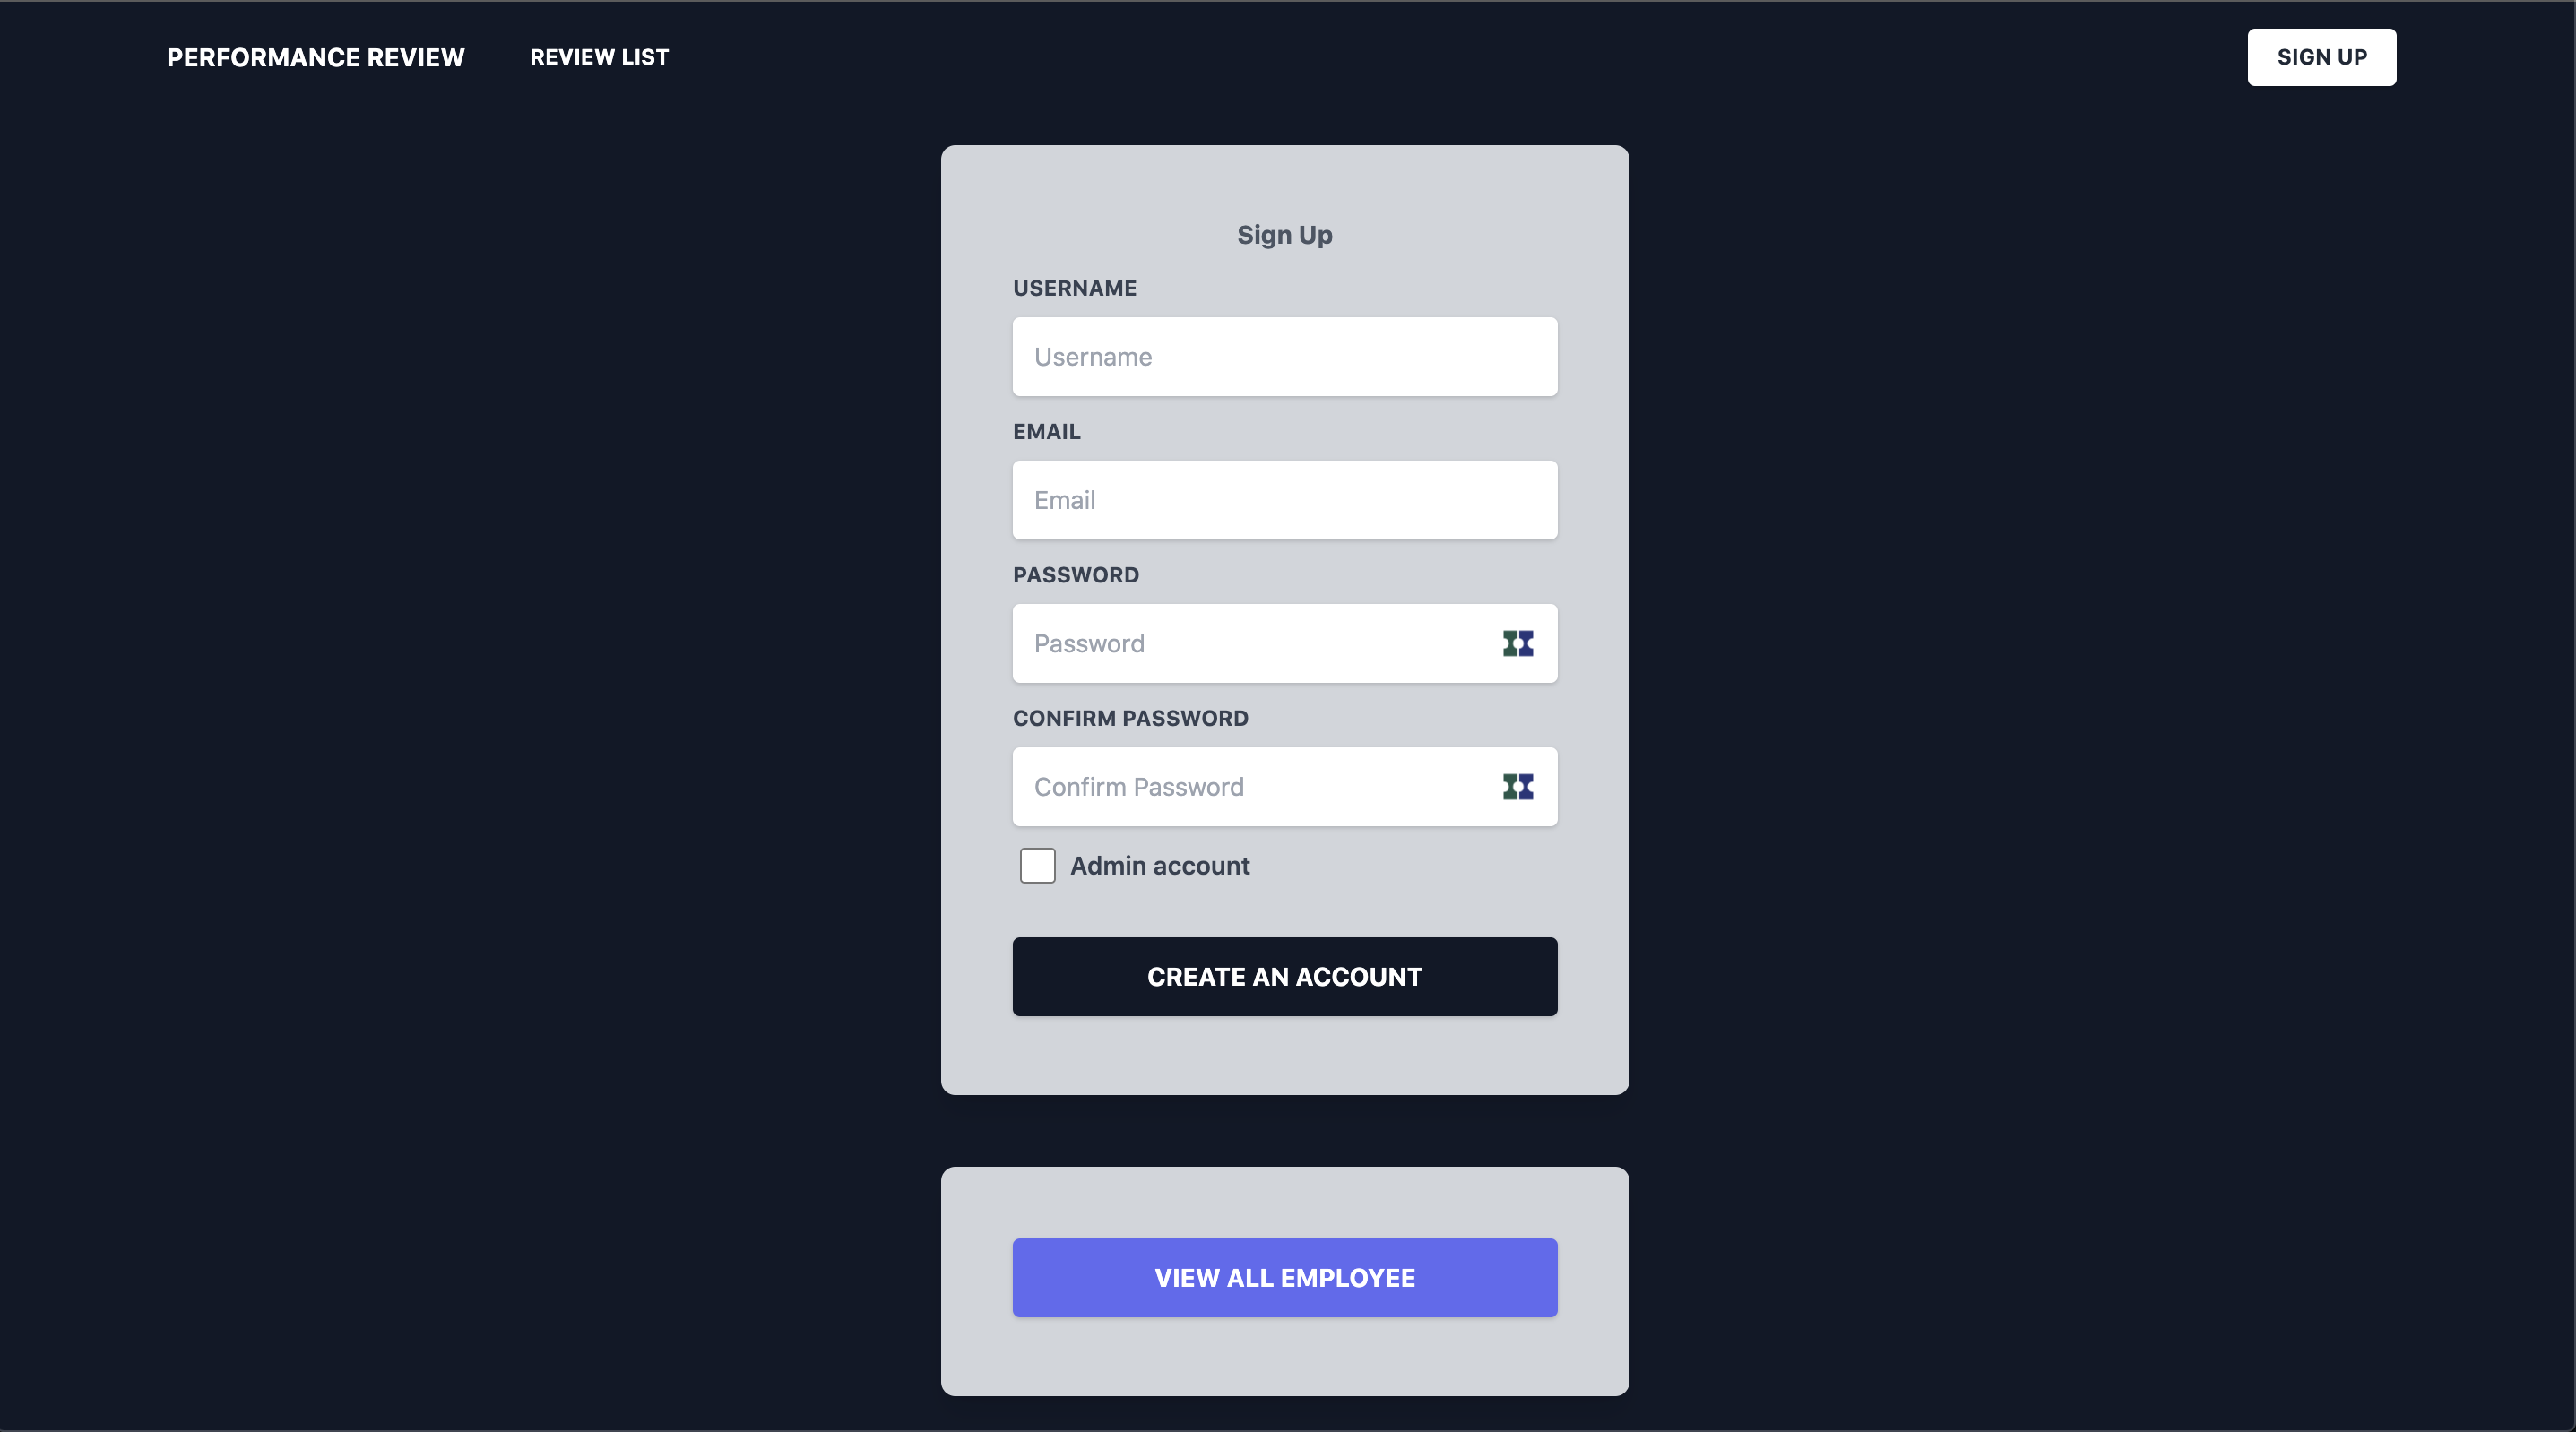 PERFORMANCE REVIEW
REVIEW LIST
SIGN UP
Sign Up
USERNAME
Username
EMAIL
Email
PASSWORD
Password
CONFIRM PASSWORD
Confirm Password
Admin account
CREATE AN ACCOUNT
VIEW ALL EMPLOYEE